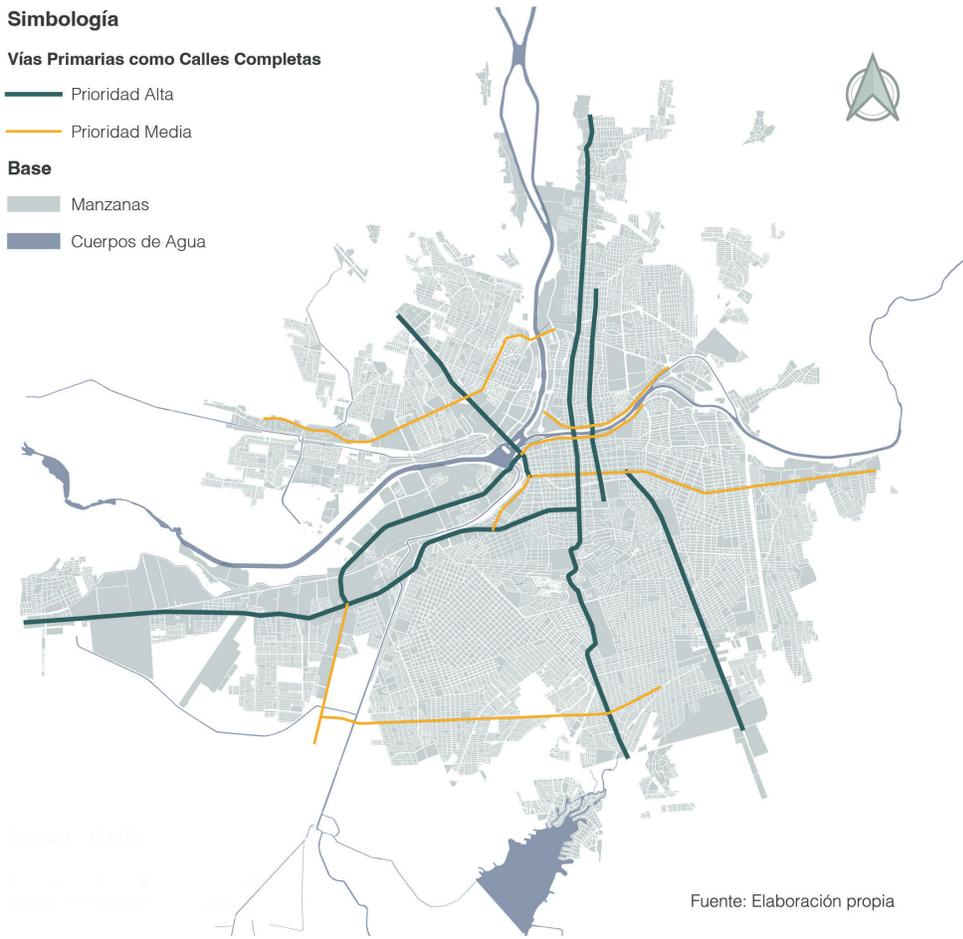 Simbología
Vías Primarias como Calles Completas
Prioridad Alta
Prioridad Media
Base
Manzanas
Cuerpos de Agua
Fuente: Elaboración propia